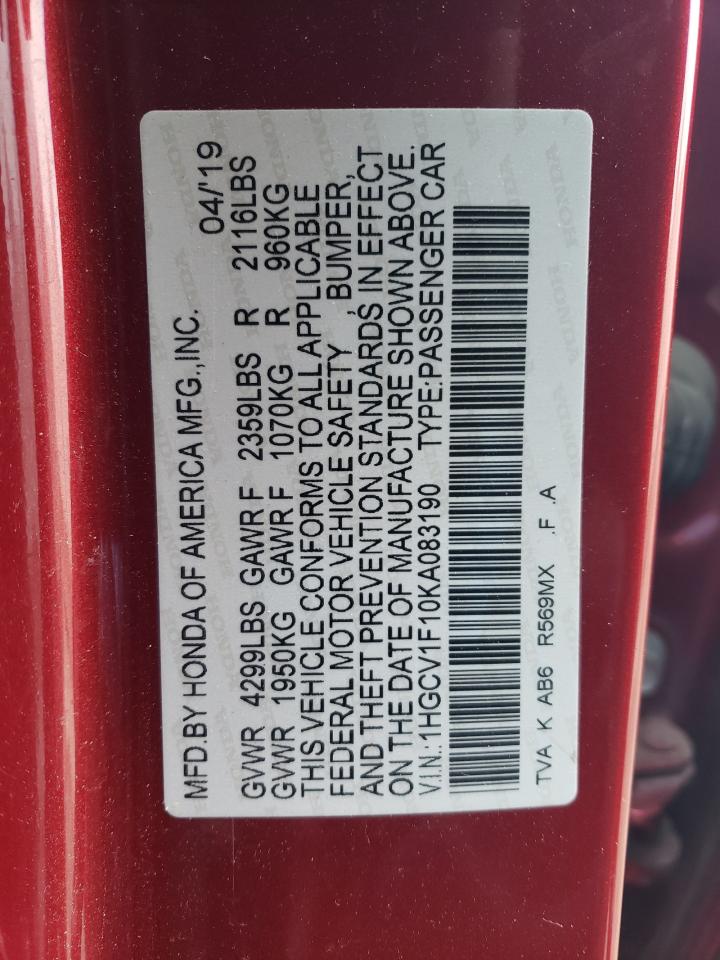 MFD.BY HONDA OF AMERICA MFG.,INC. 04/'19
GVWR 4299LBS GAWR F 2359LBS R 2116LBS
GVWR 1950KG GAWR F 1070KG R 960KG
THIS VEHICLE CONFORMS TO ALL APPLICABLE
FEDERAL MOTOR VEHICLE SAFETY , BUMPER,
AND THEFT PREVENTION STANDARDS IN EFFECT
ON THE DATE OF MANUFACTURE SHOWN ABOVE.
V.I.N.:1HGCV1F10KA083190 TYPE:PASSENGER CAR
.TVA K AB6 R569MX .F .A